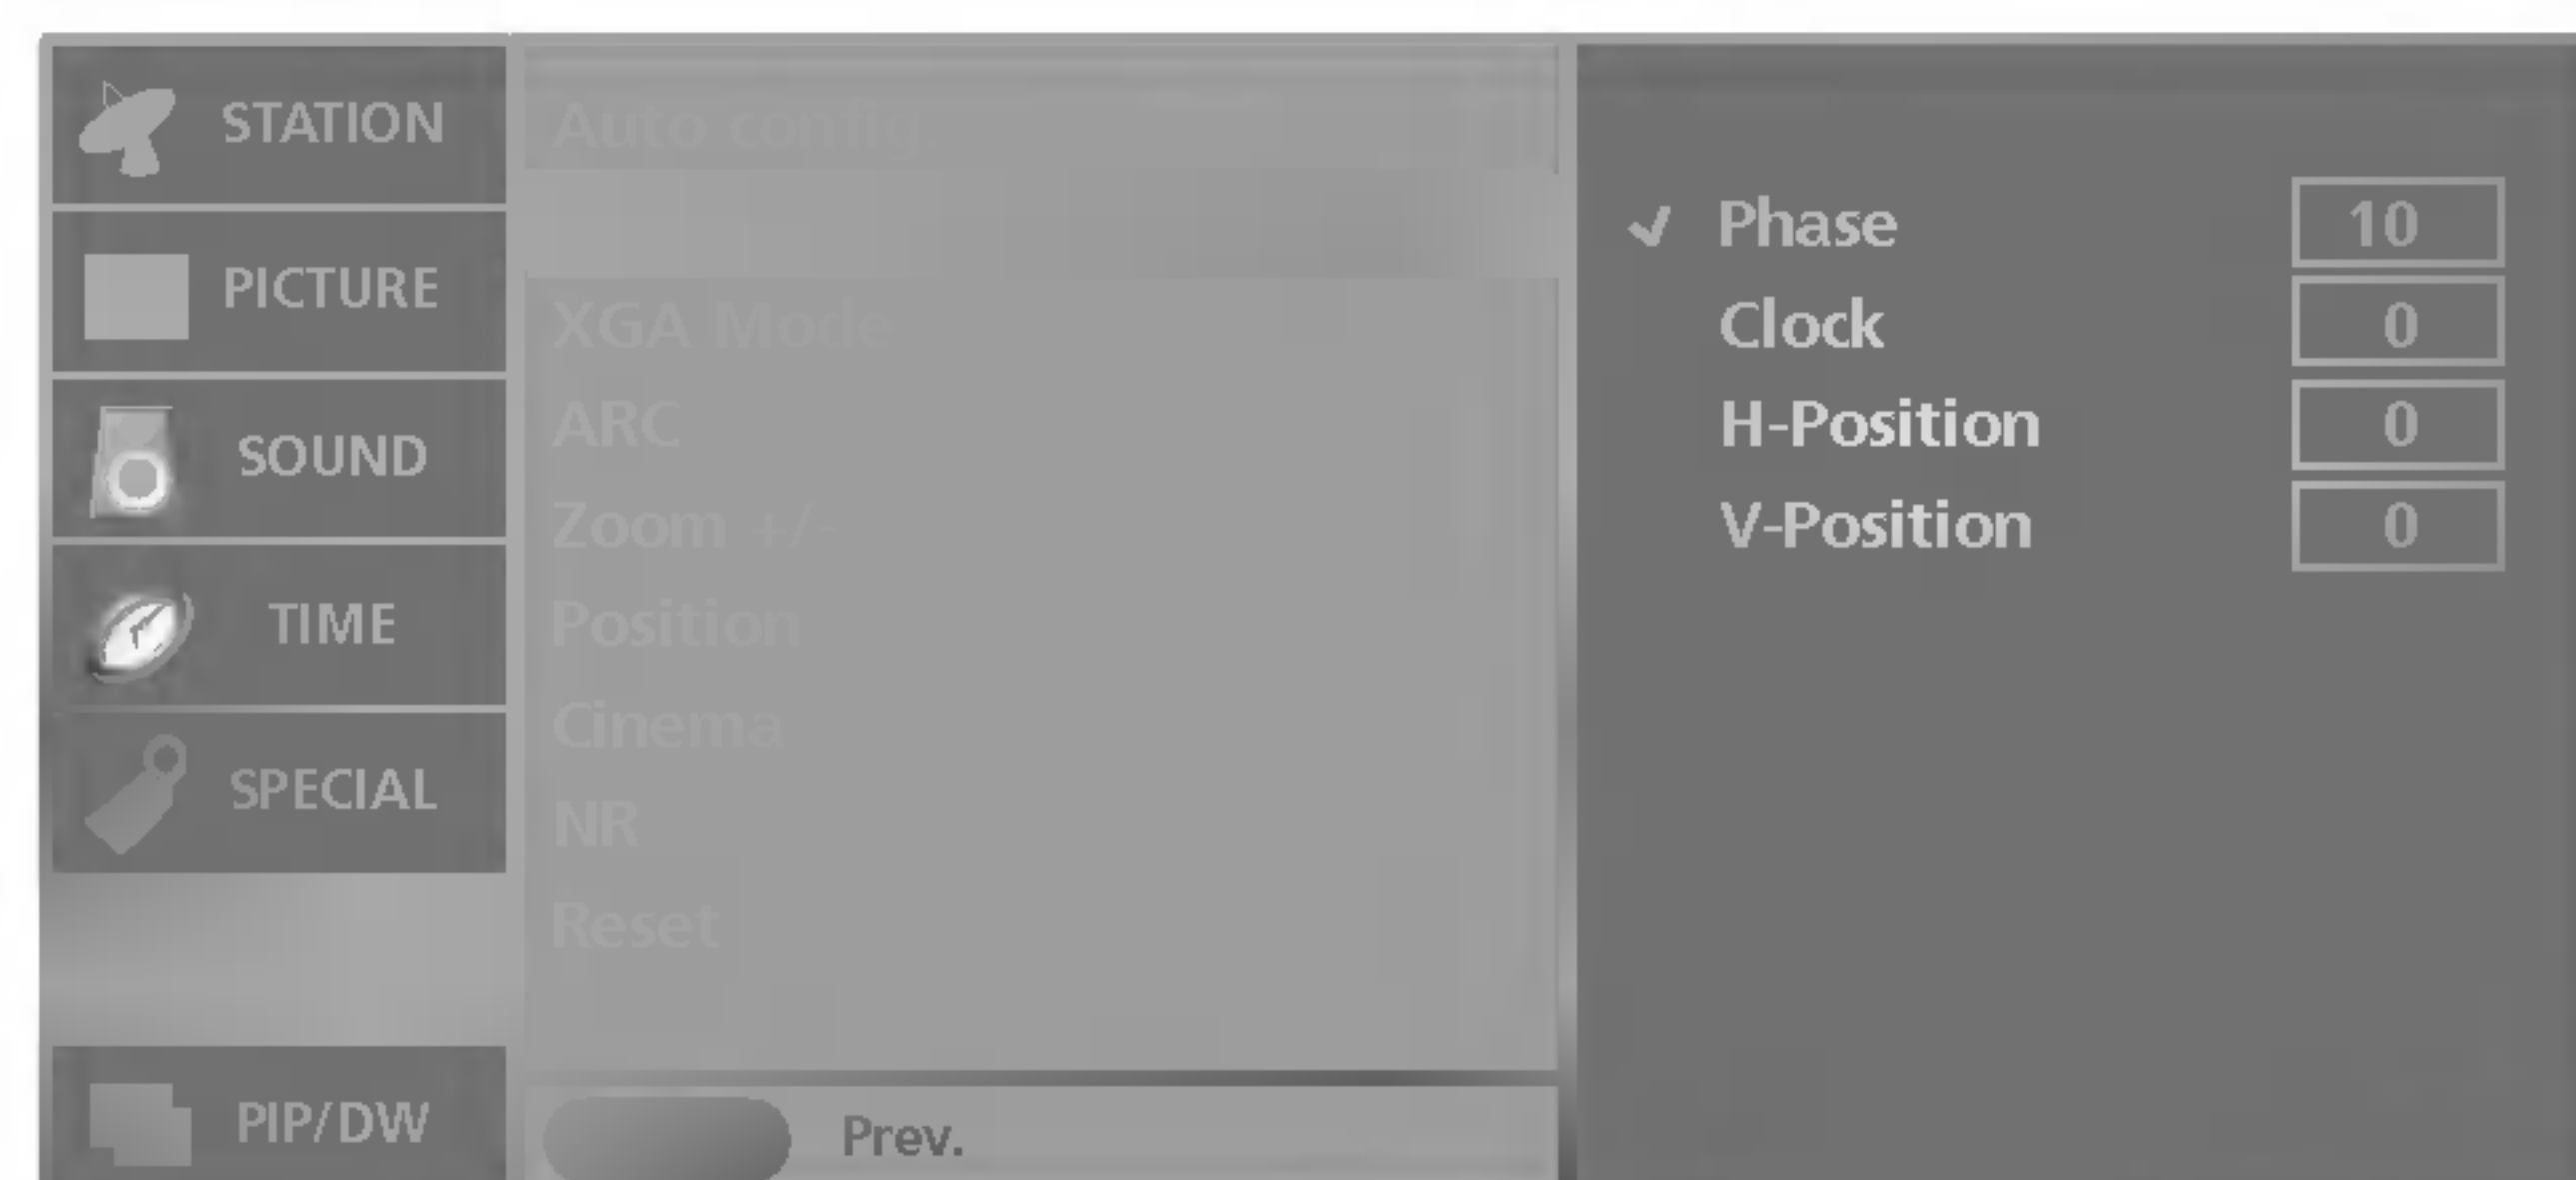 STATION
PICTURE
SOUND
TIME
SPECIAL
PIP/DW
Auto config.
XGA Mode
ARC
Zoom +/-
Position
Cinema
NR
Reset
Prev.
Phase 10
Clock 0
H-Position 0
V-Position 0